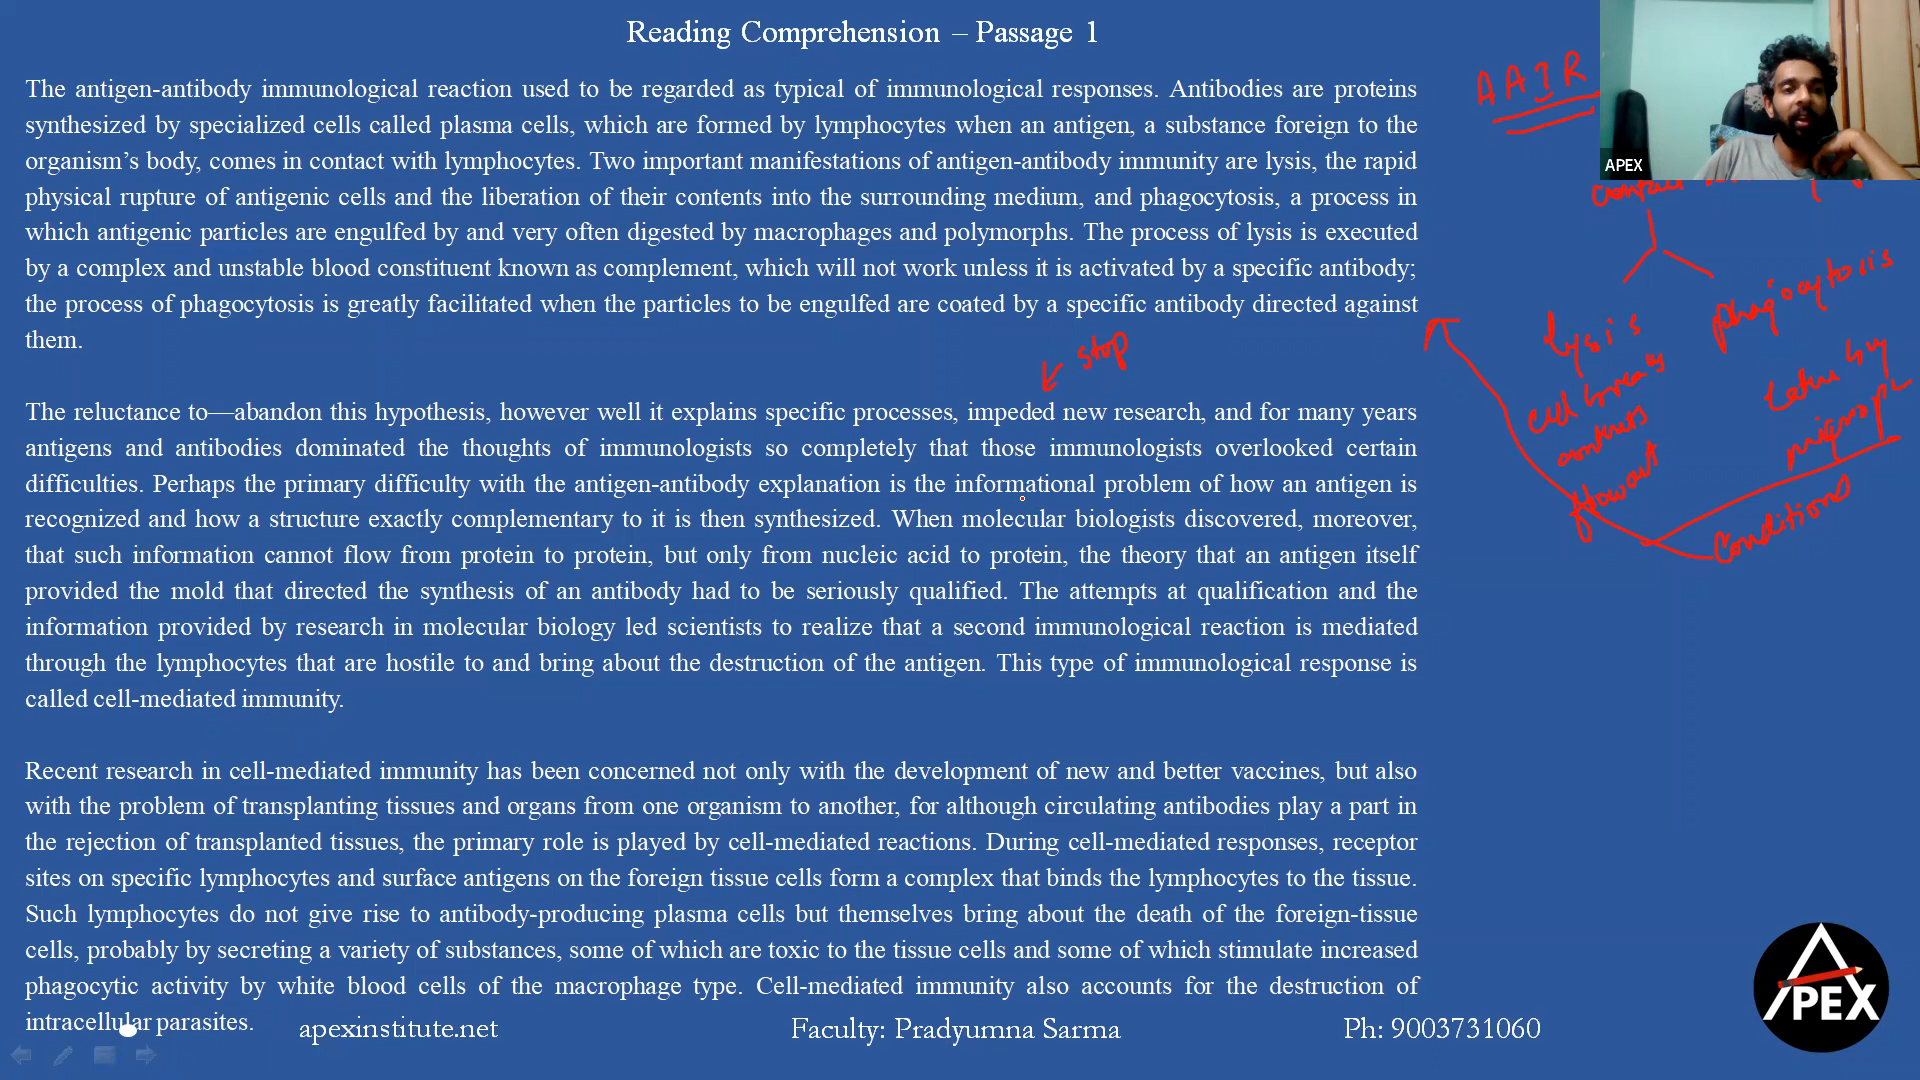 Reading Comprehension – Passage 1
The antigen-antibody immunological reaction used to be regarded as typical of immunological responses. Antibodies are proteins
synthesized by specialized cells called plasma cells, which are formed by lymphocytes when an antigen, a substance foreign to the
organism’s body, comes in contact with lymphocytes. Two important manifestations of antigen-antibody immunity are lysis, the rapid
physical rupture of antigenic cells and the liberation of their contents into the surrounding medium, and phagocytosis, a process in
which antigenic particles are engulfed by and very often digested by macrophages and polymorphs. The process of lysis is executed
by a complex and unstable blood constituent known as complement, which will not work unless it is activated by a specific antibody;
the process of phagocytosis is greatly facilitated when the particles to be engulfed are coated by a specific antibody directed against
them.
stop
The reluctance to—abandon this hypothesis, however well it explains specific processes, impeded new research, and for many years
antigens and antibodies dominated the thoughts of immunologists so completely that those immunologists overlooked certain
difficulties. Perhaps the primary difficulty with the antigen-antibody explanation is the informational problem of how an antigen is
recognized and how a structure exactly complementary to it is then synthesized. When molecular biologists discovered, moreover,
that such information cannot flow from protein to protein, but only from nucleic acid to protein, the theory that an antigen itself
provided the mold that directed the synthesis of an antibody had to be seriously qualified. The attempts at qualification and the
information provided by research in molecular biology led scientists to realize that a second immunological reaction is mediated
through the lymphocytes that are hostile to and bring about the destruction of the antigen. This type of immunological response is
called cell-mediated immunity.
Recent research in cell-mediated immunity has been concerned not only with the development of new and better vaccines, but also
with the problem of transplanting tissues and organs from one organism to another, for although circulating antibodies play a part in
the rejection of transplanted tissues, the primary role is played by cell-mediated reactions. During cell-mediated responses, receptor
sites on specific lymphocytes and surface antigens on the foreign tissue cells form a complex that binds the lymphocytes to the tissue.
Such lymphocytes do not give rise to antibody-producing plasma cells but themselves bring about the death of the foreign-tissue
cells, probably by secreting a variety of substances, some of which are toxic to the tissue cells and some of which stimulate increased
phagocytic activity by white blood cells of the macrophage type. Cell-mediated immunity also accounts for the destruction of
intracellular parasites.
AAIR
APEX
lysis
cell breaks
contents
flow out
phagocytosis
by
Conditions
apexinstitute.net
Faculty: Pradyumna Sarma
Ph: 9003731060
APEX